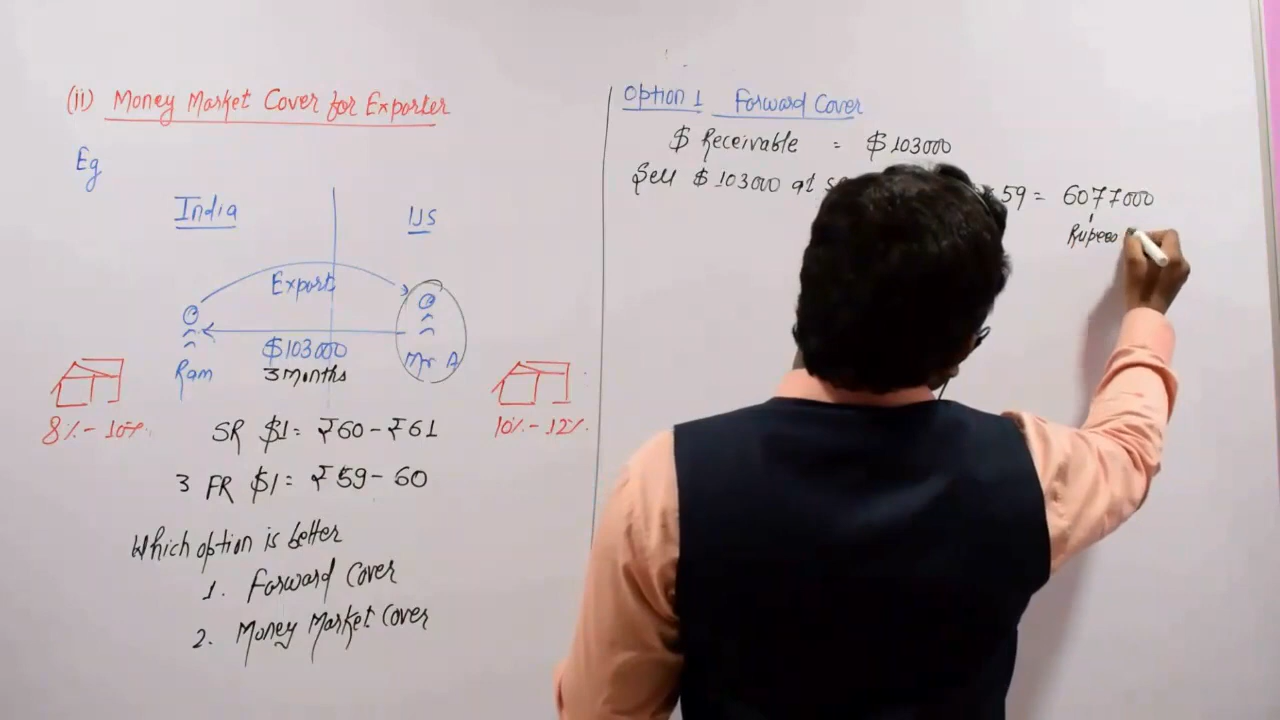 (ii) Money Market Cover for Exporter
Eg
India
US
Export
$103000
3 Months
Ram
Mr A
8% - 10%
10% - 12%
SR $1 = ₹60 - ₹61
3 FR $1 = ₹59 - 60
Which option is better
1. Forward Cover
2. Money Market Cover
Option 1 Forward Cover
$ Receivable = $103000
Sell $103000 at 59 = 6077000
Rupees